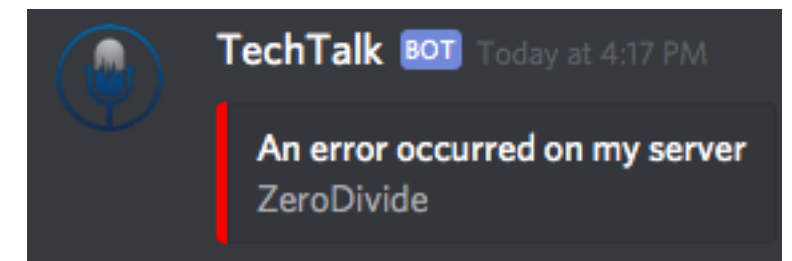 TechTalk BOT Today at 4:17 PM
An error occurred on my server
ZeroDivide